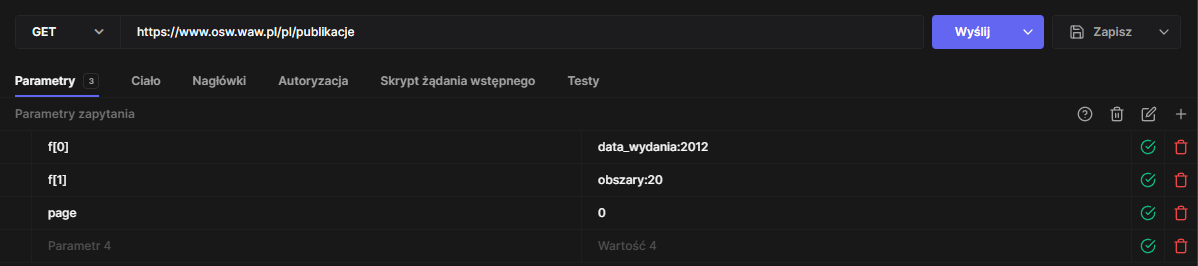 GET https://www.osw.waw.pl/pl/publikacje Wyślij Zapisz
Parametry 3 Ciało Nagłówki Autoryzacja Skrypt żądania wstępnego Testy
Parametry zapytania
f[0] data_wydania:2012
f[1] obszary:20
page 0
Parametr 4 Wartość 4